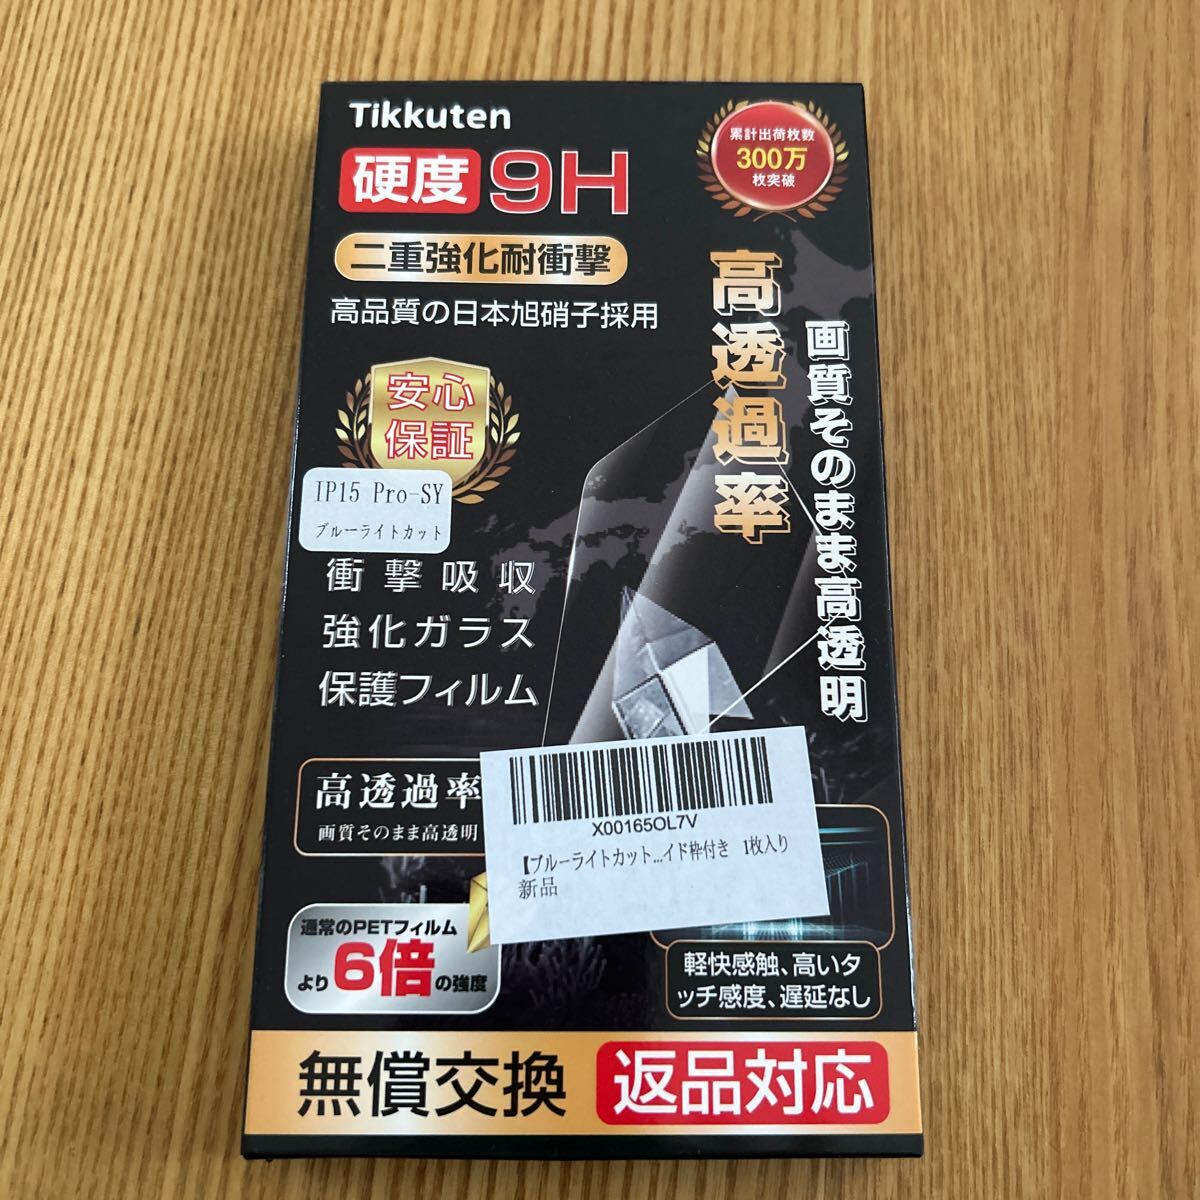 Tikkuten
硬度 9H
二重強化耐衝撃
高品質の日本旭硝子採用
累計出荷枚数
300万
枚突破
高透過率
画質そのまま高透明
安心
保証
IP15 Pro-SY
ブルーライトカット
衝撃吸収
強化ガラス
保護フィルム
高透過率
画質そのまま高透明
X00165OL7V
【ブルーライトカット...イド枠付き 1枚入り
新品
通常のPETフィルム
より6倍の強度
軽快感触、高いタ
ッチ感度、遅延なし
無償交換 返品対応